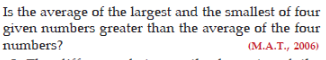 Is the average of the largest and the smallest of four
given numbers greater than the average of the four
numbers? (M.A.T., 2006)